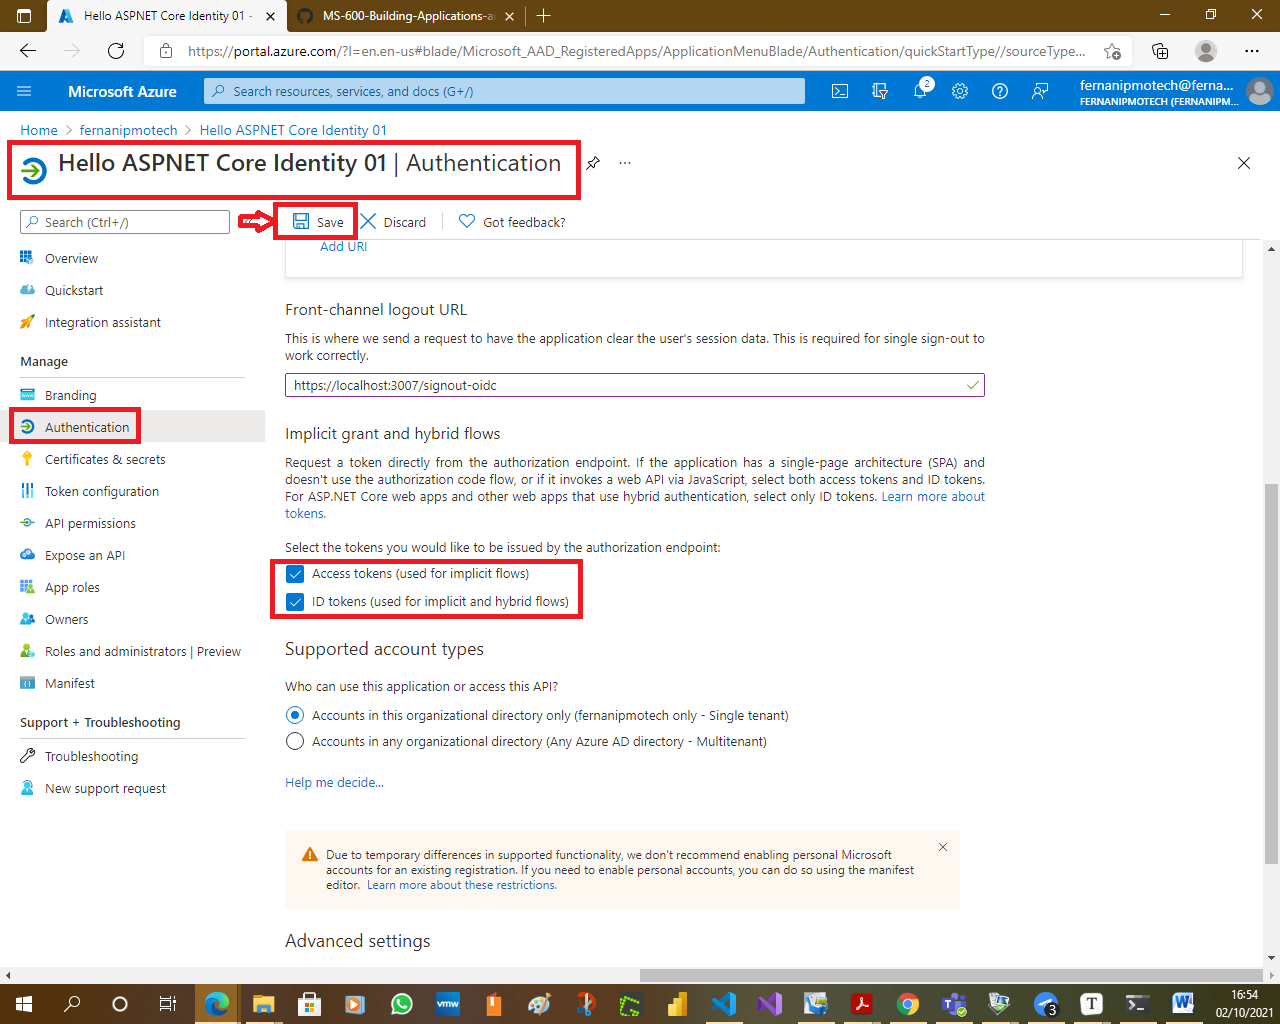 Hello ASPNET Core Identity 01 -
MS-600-Building-Applications-a
https://portal.azure.com/?l=en.en-us#blade/Microsoft_AAD_RegisteredApps/ApplicationMenuBlade/Authentication/quickStartType//sourceType...
Microsoft Azure
Search resources, services, and docs (G+/)
2
fernanipmotech@ferna...
FERNANIPMOTECH (FERNANIPM...
Home > fernanipmotech > Hello ASPNET Core Identity 01
Hello ASPNET Core Identity 01 | Authentication
Search (Ctrl+/)
Save
Discard
Got feedback?
Add URI
Overview
Quickstart
Integration assistant
Manage
Branding
Authentication
Certificates & secrets
Token configuration
API permissions
Expose an API
App roles
Owners
Roles and administrators | Preview
Manifest
Support + Troubleshooting
Troubleshooting
New support request
Front-channel logout URL
This is where we send a request to have the application clear the user's session data. This is required for single sign-out to
work correctly.
https://localhost:3007/signout-oidc
Implicit grant and hybrid flows
Request a token directly from the authorization endpoint. If the application has a single-page architecture (SPA) and
doesn't use the authorization code flow, or if it invokes a web API via JavaScript, select both access tokens and ID tokens.
For ASP.NET Core web apps and other web apps that use hybrid authentication, select only ID tokens. Learn more about
tokens.
Select the tokens you would like to be issued by the authorization endpoint:
Access tokens (used for implicit flows)
ID tokens (used for implicit and hybrid flows)
Supported account types
Who can use this application or access this API?
Accounts in this organizational directory only (fernanipmotech only - Single tenant)
Accounts in any organizational directory (Any Azure AD directory - Multitenant)
Help me decide...
Due to temporary differences in supported functionality, we don't recommend enabling personal Microsoft
accounts for an existing registration. If you need to enable personal accounts, you can do so using the manifest
editor. Learn more about these restrictions.
Advanced settings
vmw
3
T
16:54
02/10/2021